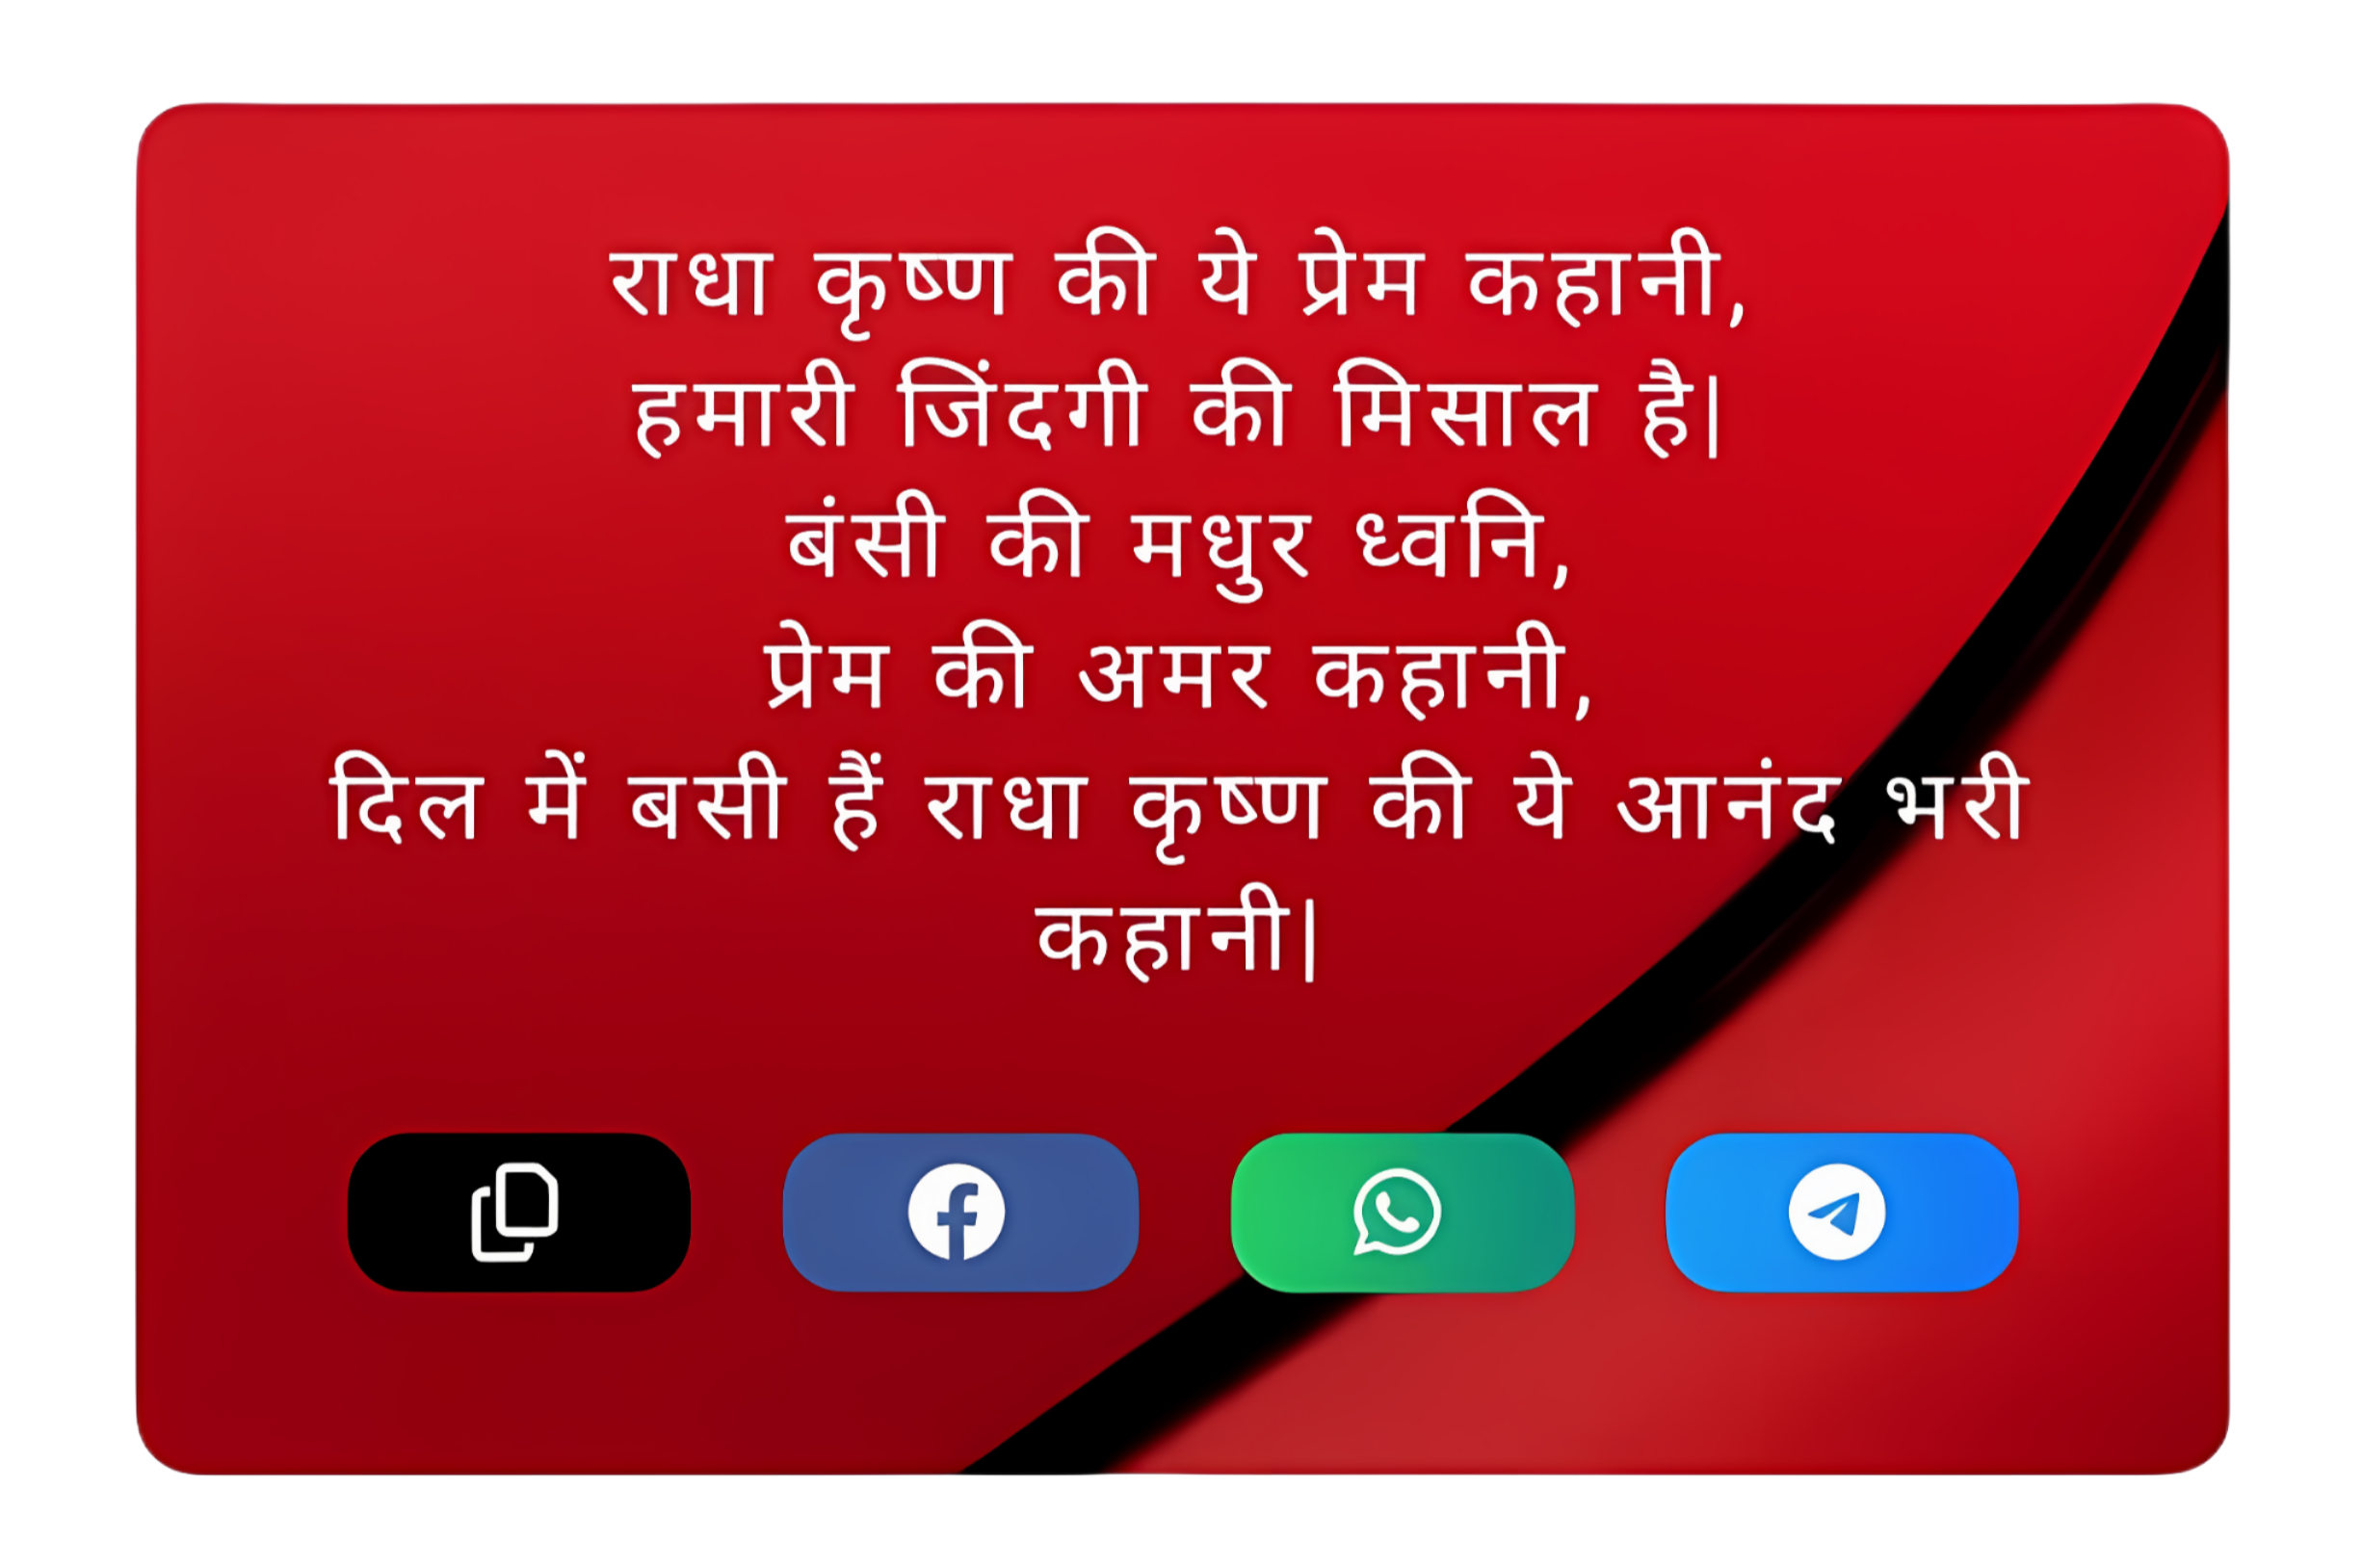 राधा कृष्ण की ये प्रेम कहानी,
हमारी जिंदगी की मिसाल है|
बंसी की मधुर ध्वनि,
प्रेम की अमर कहानी,
दिल में बसी हैं राधा कृष्ण की ये आनंद भरी
कहानी|